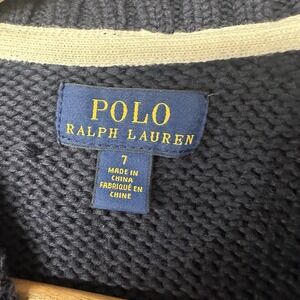 POLO
RALPH LAUREN
7
MADE IN
CHINA
FABRIQUÉ EN
CHINE